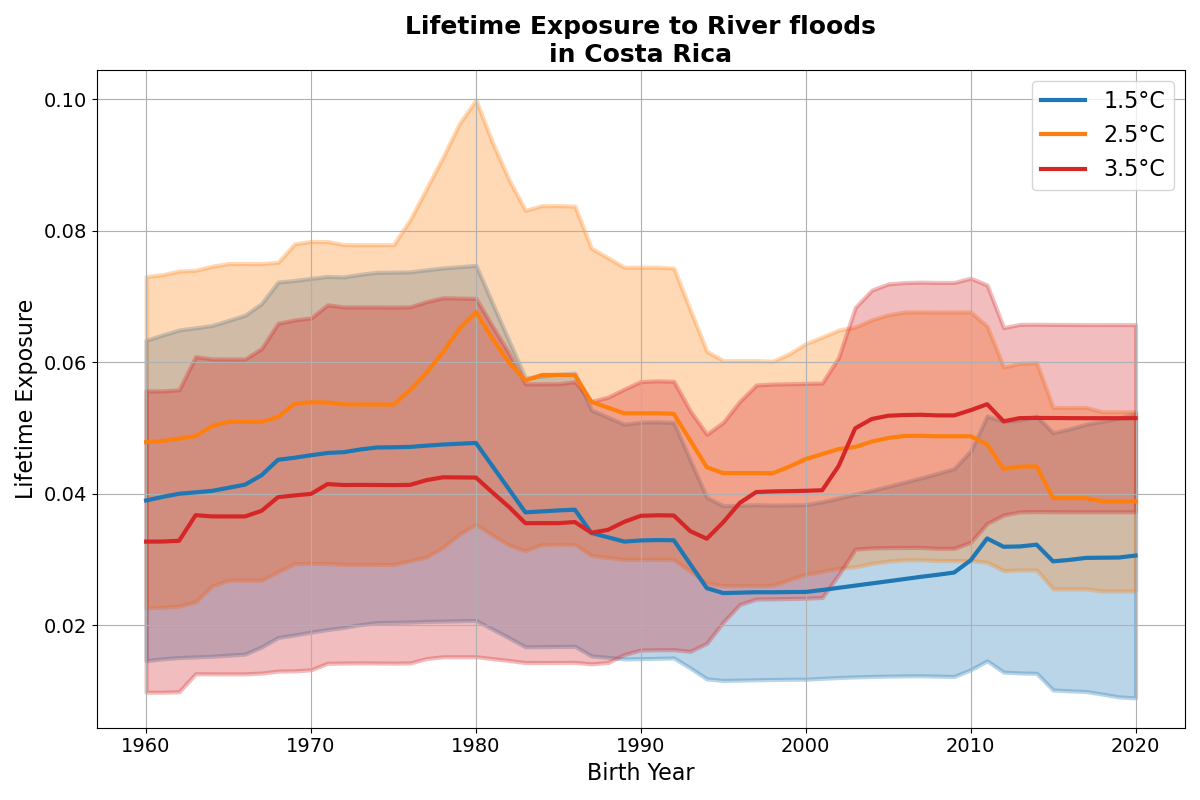 Lifetime Exposure to River floods
in Costa Rica
1.5°C
2.5°C
3.5°C
Lifetime Exposure
0.10
0.08
0.06
0.04
0.02
1960 1970 1980 1990 2000 2010 2020
Birth Year